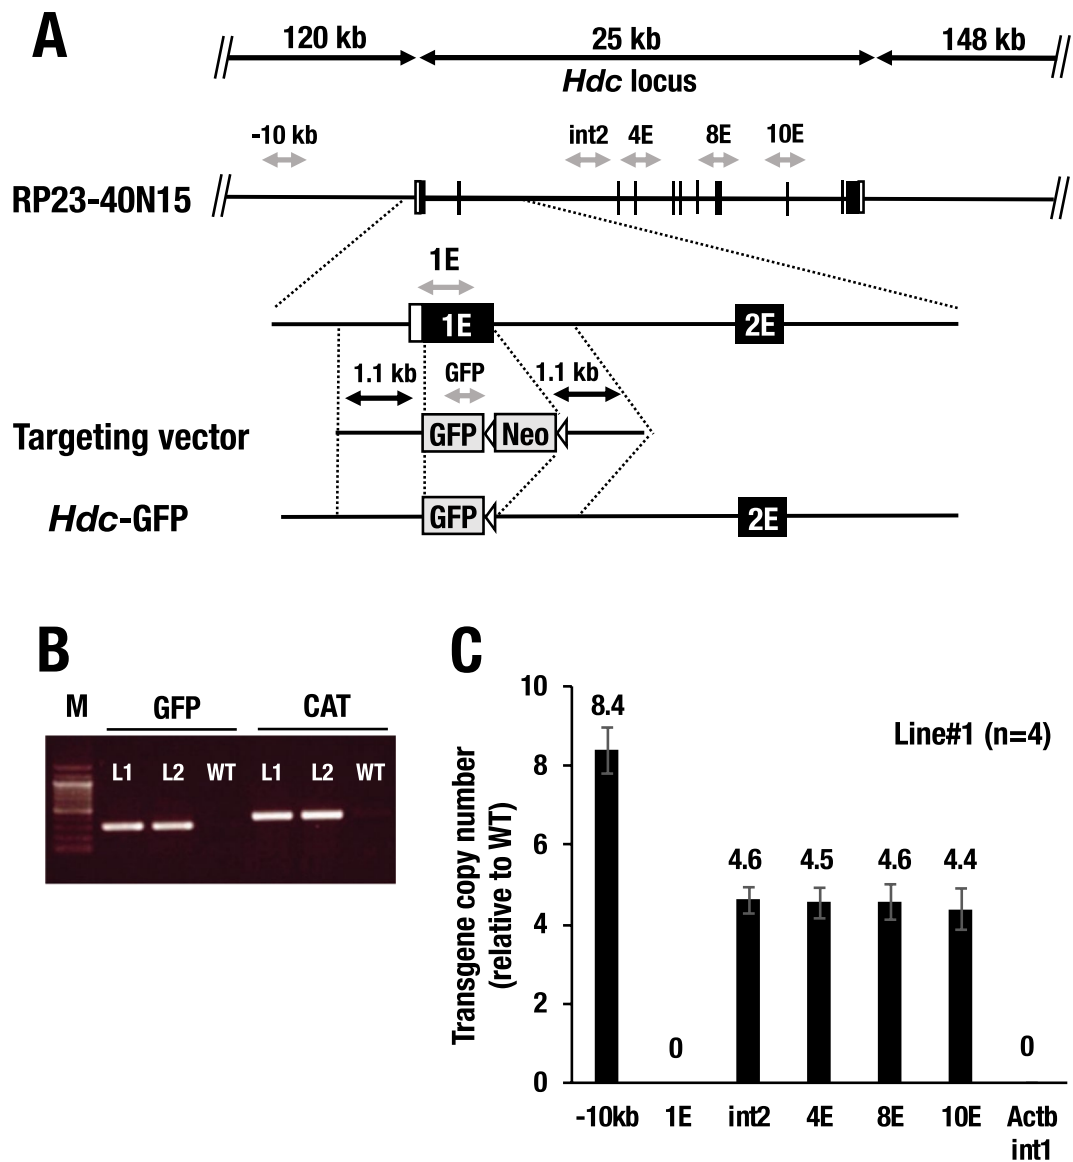 A
120 kb
25 kb
148 kb
Hdc locus
-10 kb
int2
4E
8E
10E
RP23-40N15
1E
1E
2E
1.1 kb
GFP
1.1 kb
Targeting vector
GFP
Neo
Hdc-GFP
GFP
2E
B
M
GFP
CAT
L1
L2
WT
L1
L2
WT
C
Transgene copy number
(relative to WT)
10
8
6
4
2
0
Line#1 (n=4)
8.4
0
4.6
4.5
4.6
4.4
0
-10kb
1E
int2
4E
8E
10E
Actb
int1